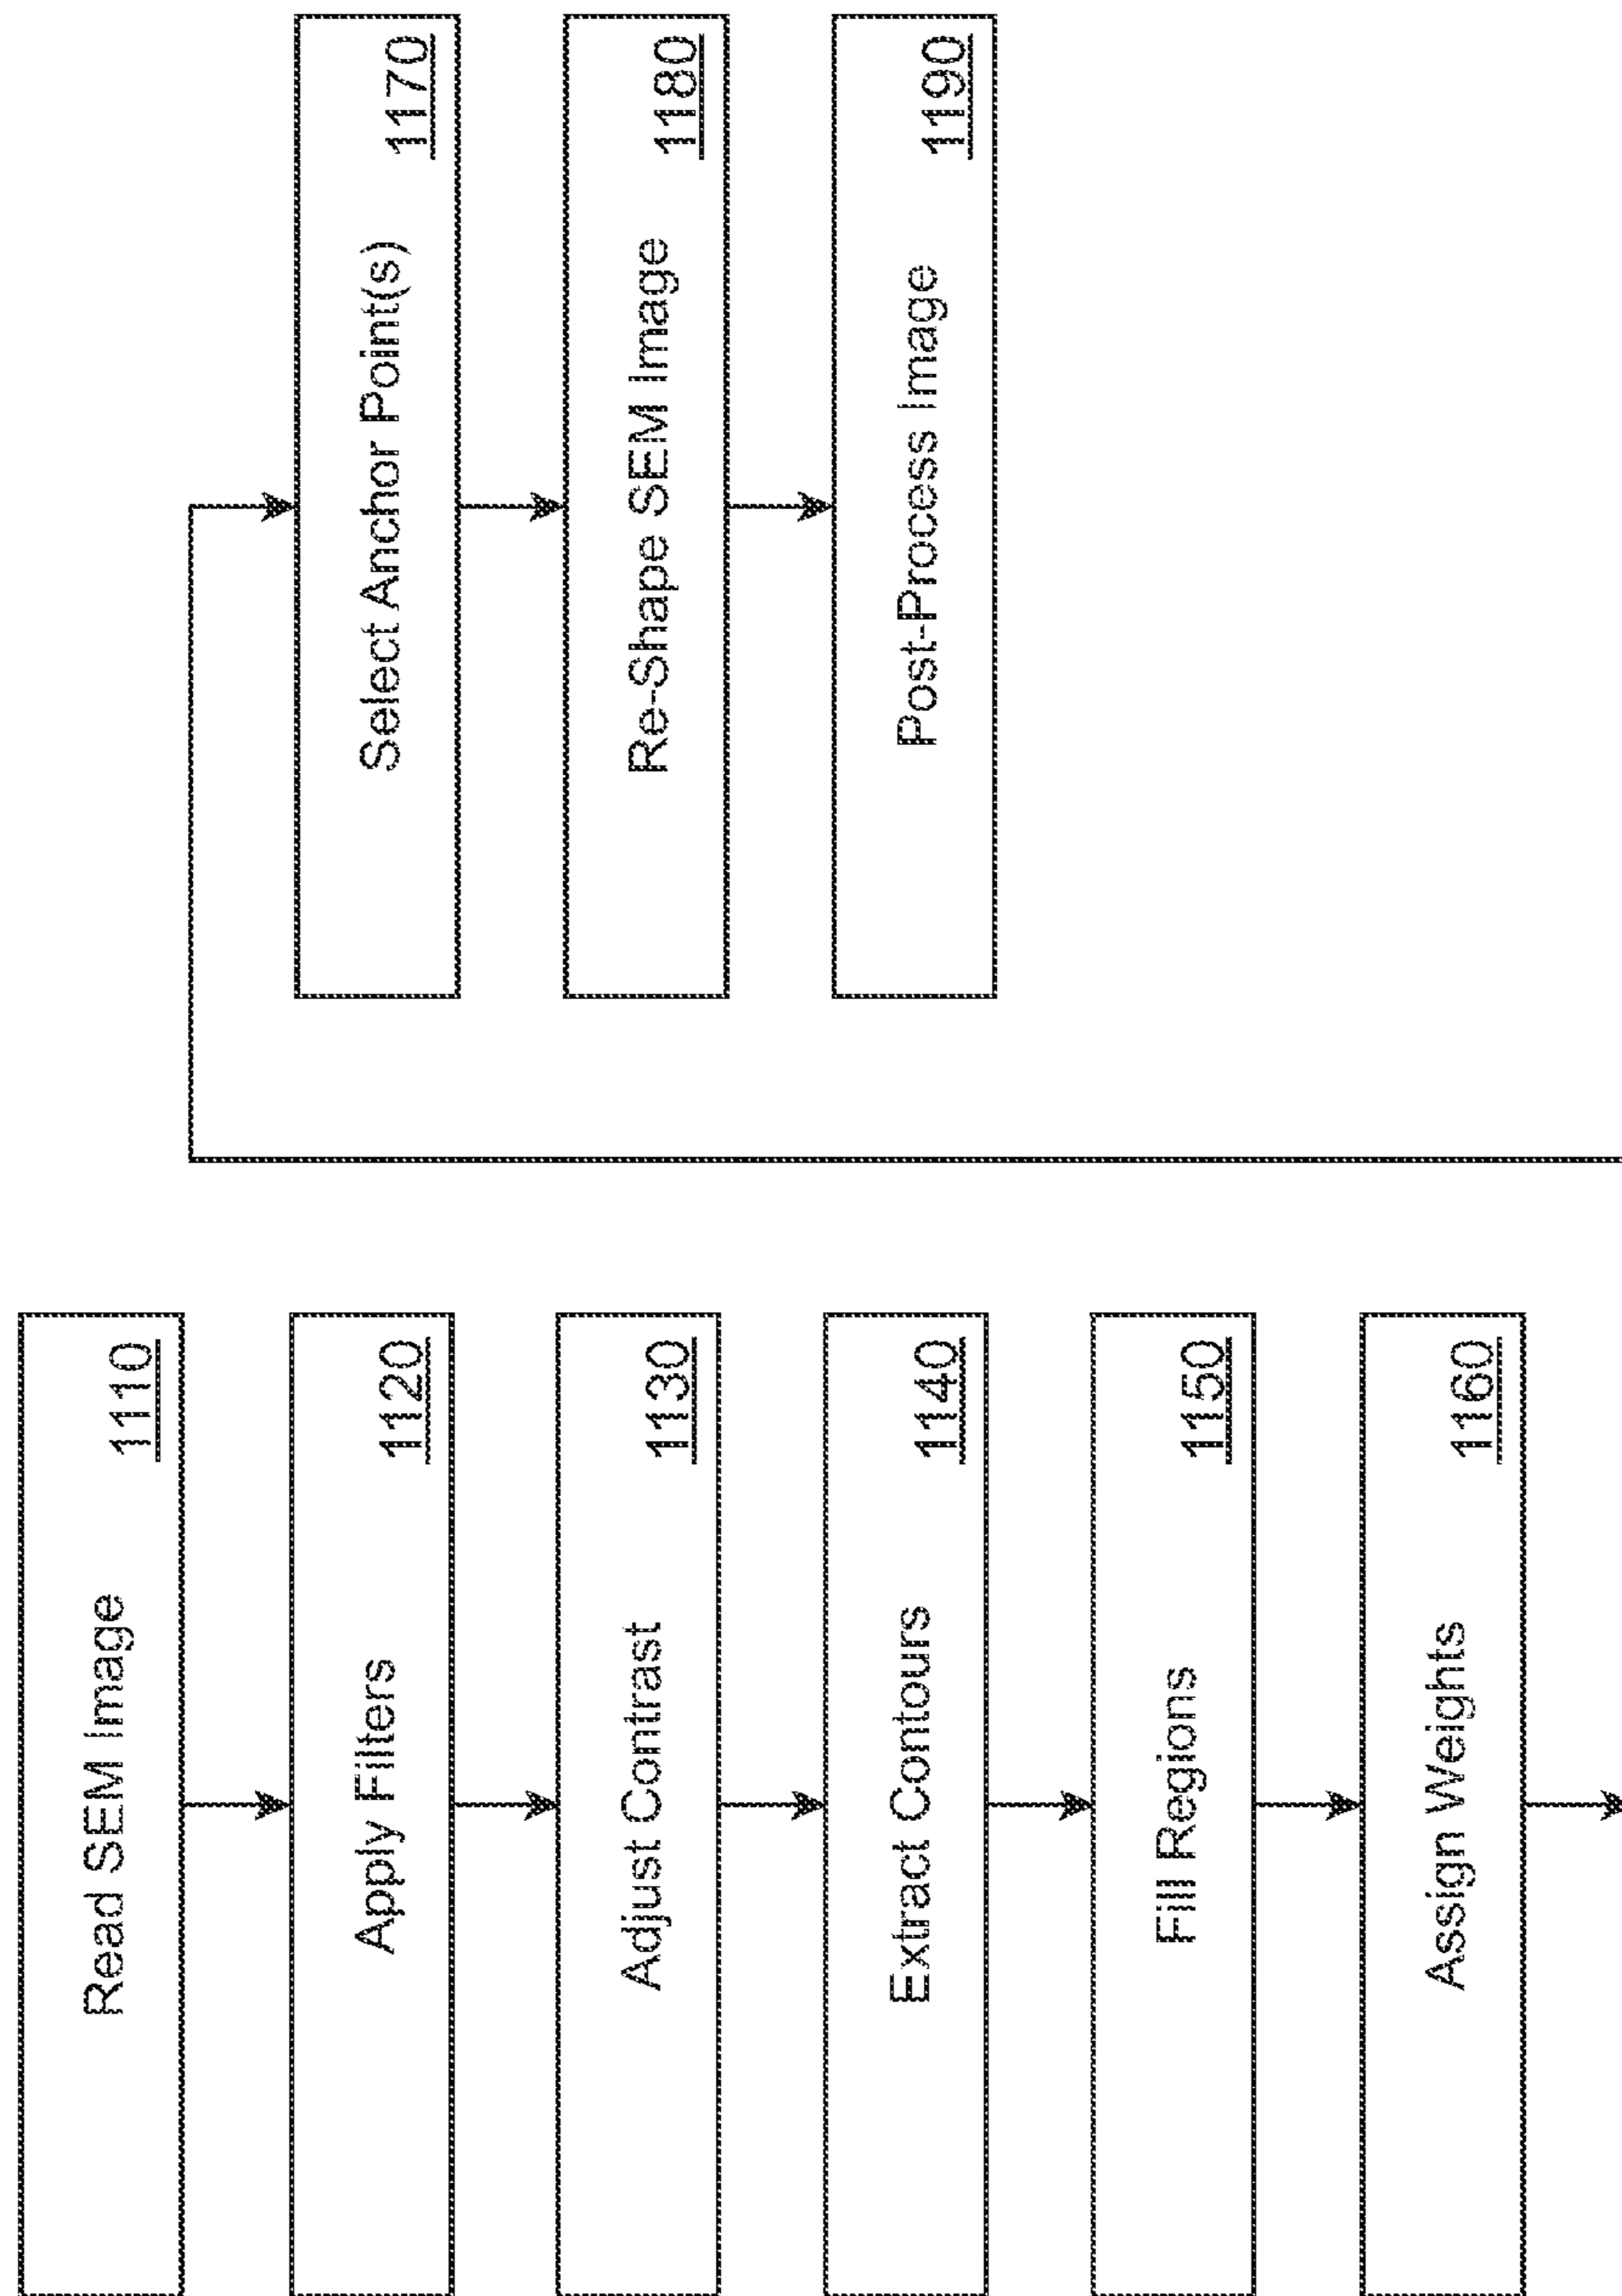 Read SEM Image
1110
Apply Filters
1120
Adjust Contrast
1130
Extract Contours
1140
Fill Regions
1150
Assign Weights
1160
Select Anchor Point(s)
1170
Re-Shape SEM Image
1180
Post-Process Image
1190